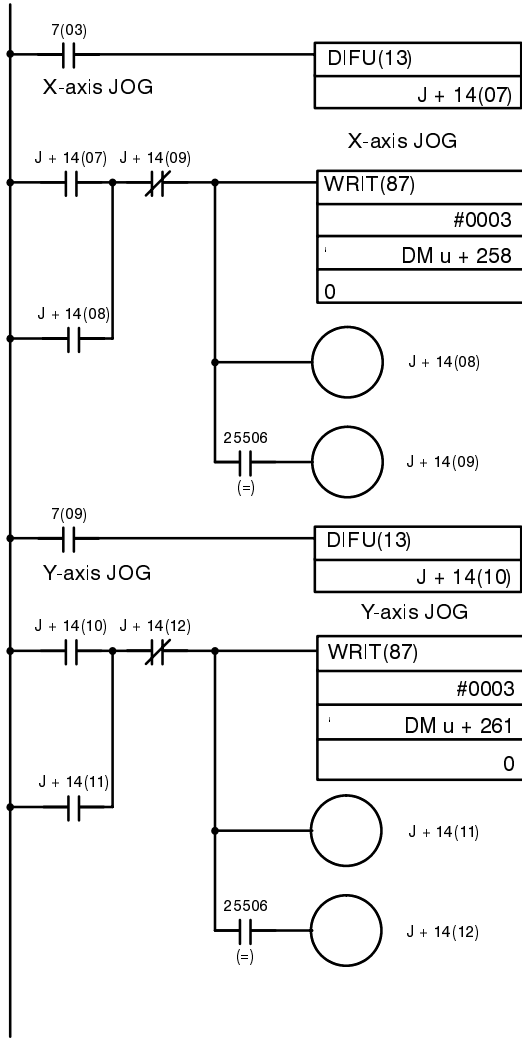 7(03)
DIFU(13)
X-axis JOG
J + 14(07)
X-axis JOG
J + 14(07) J + 14(09)
WRIT(87)
#0003
DM u + 258
0
J + 14(08)
J + 14(08)
25506
J + 14(09)
(=)
7(09)
DIFU(13)
Y-axis JOG
J + 14(10)
Y-axis JOG
J + 14(10) J + 14(12)
WRIT(87)
#0003
DM u + 261
0
J + 14(11)
J + 14(11)
25506
J + 14(12)
(=)